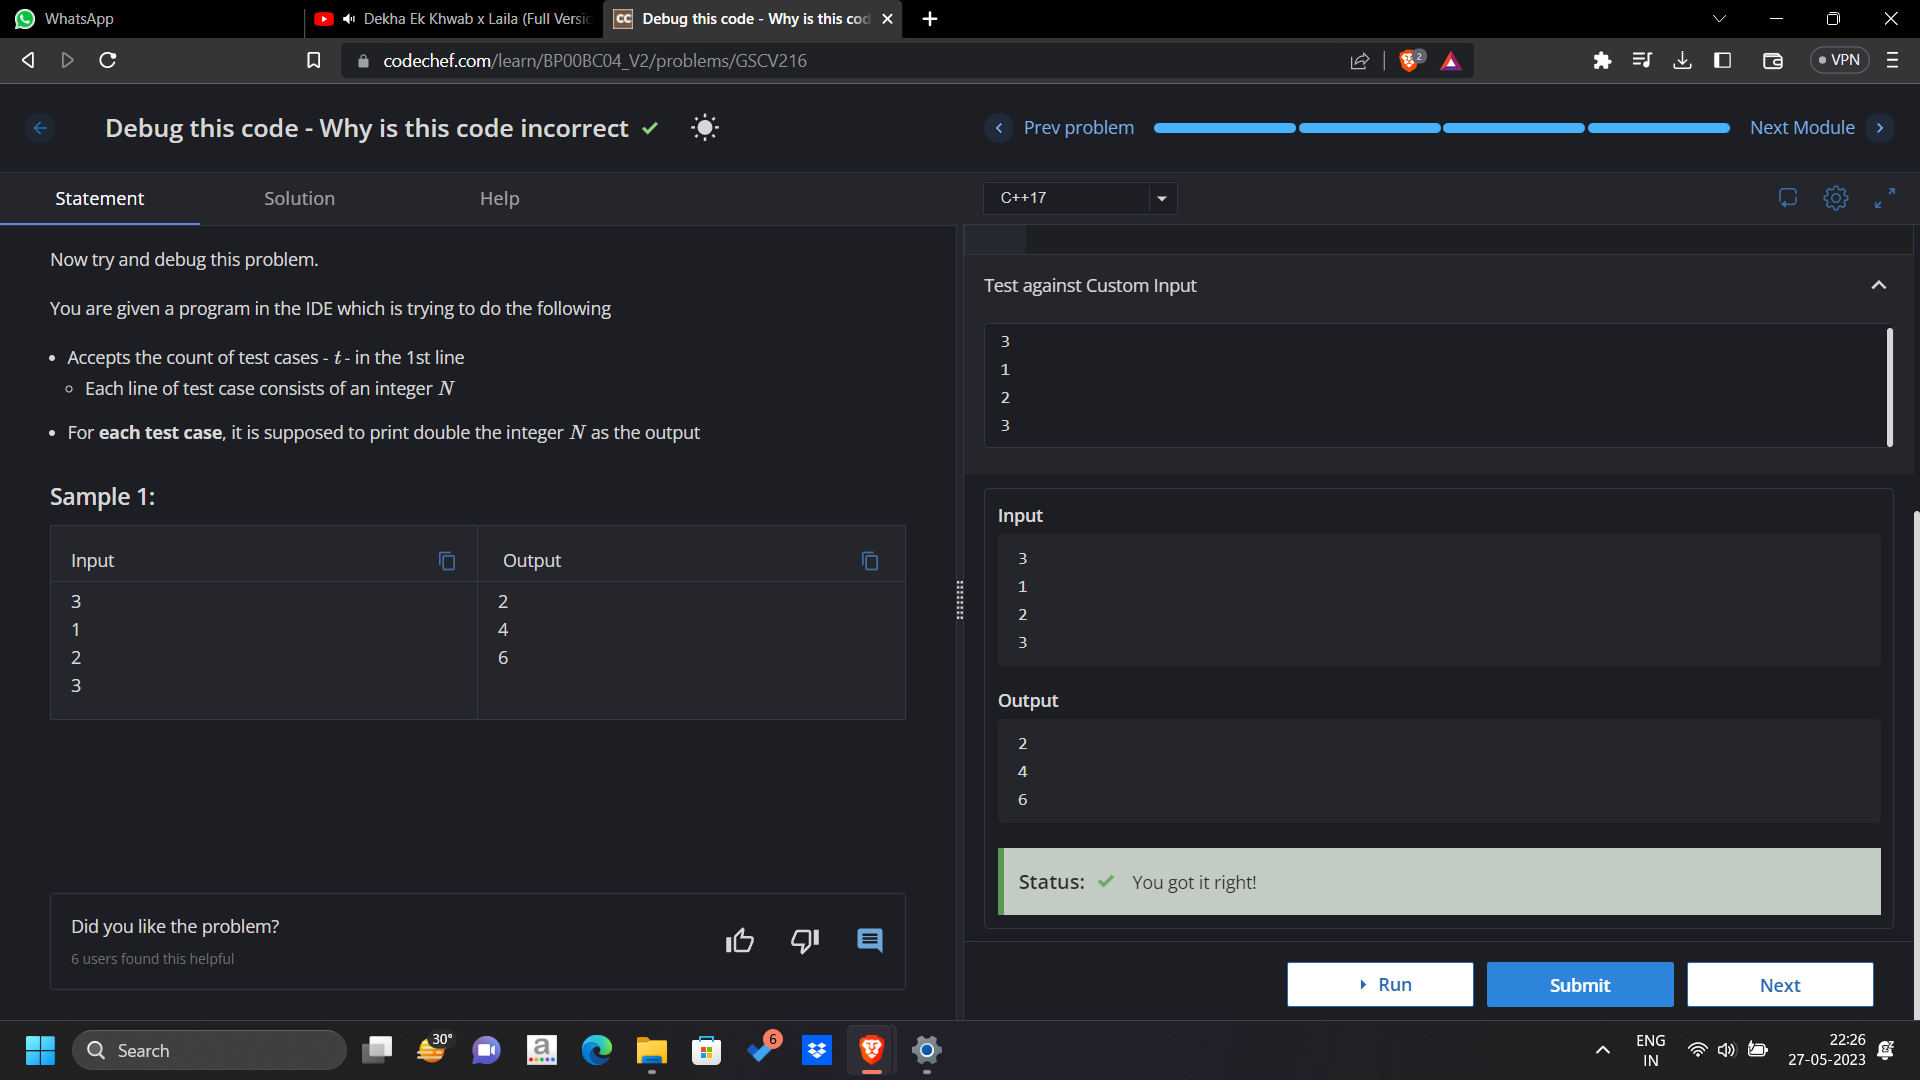 WhatsApp
Dekha Ek Khwab x Laila (Full Versio
CC Debug this code - Why is this cod
codechef.com/learn/BP00BC04_V2/problems/GSCV216
2
VPN
Debug this code - Why is this code incorrect
Prev problem
Next Module
Statement
Solution
Help
C++17
Now try and debug this problem.
You are given a program in the IDE which is trying to do the following
• Accepts the count of test cases - t - in the 1st line
Each line of test case consists of an integer N
• For each test case, it is supposed to print double the integer N as the output
Sample 1:
Input
Output
3
1
2
3
2
4
6
Did you like the problem?
6 users found this helpful
Test against Custom Input
3
1
2
3
Input
3
1
2
3
Output
2
4
6
Status: You got it right!
Run
Submit
Next
Search
30°
a
6
ENG
IN
22:26
27-05-2023